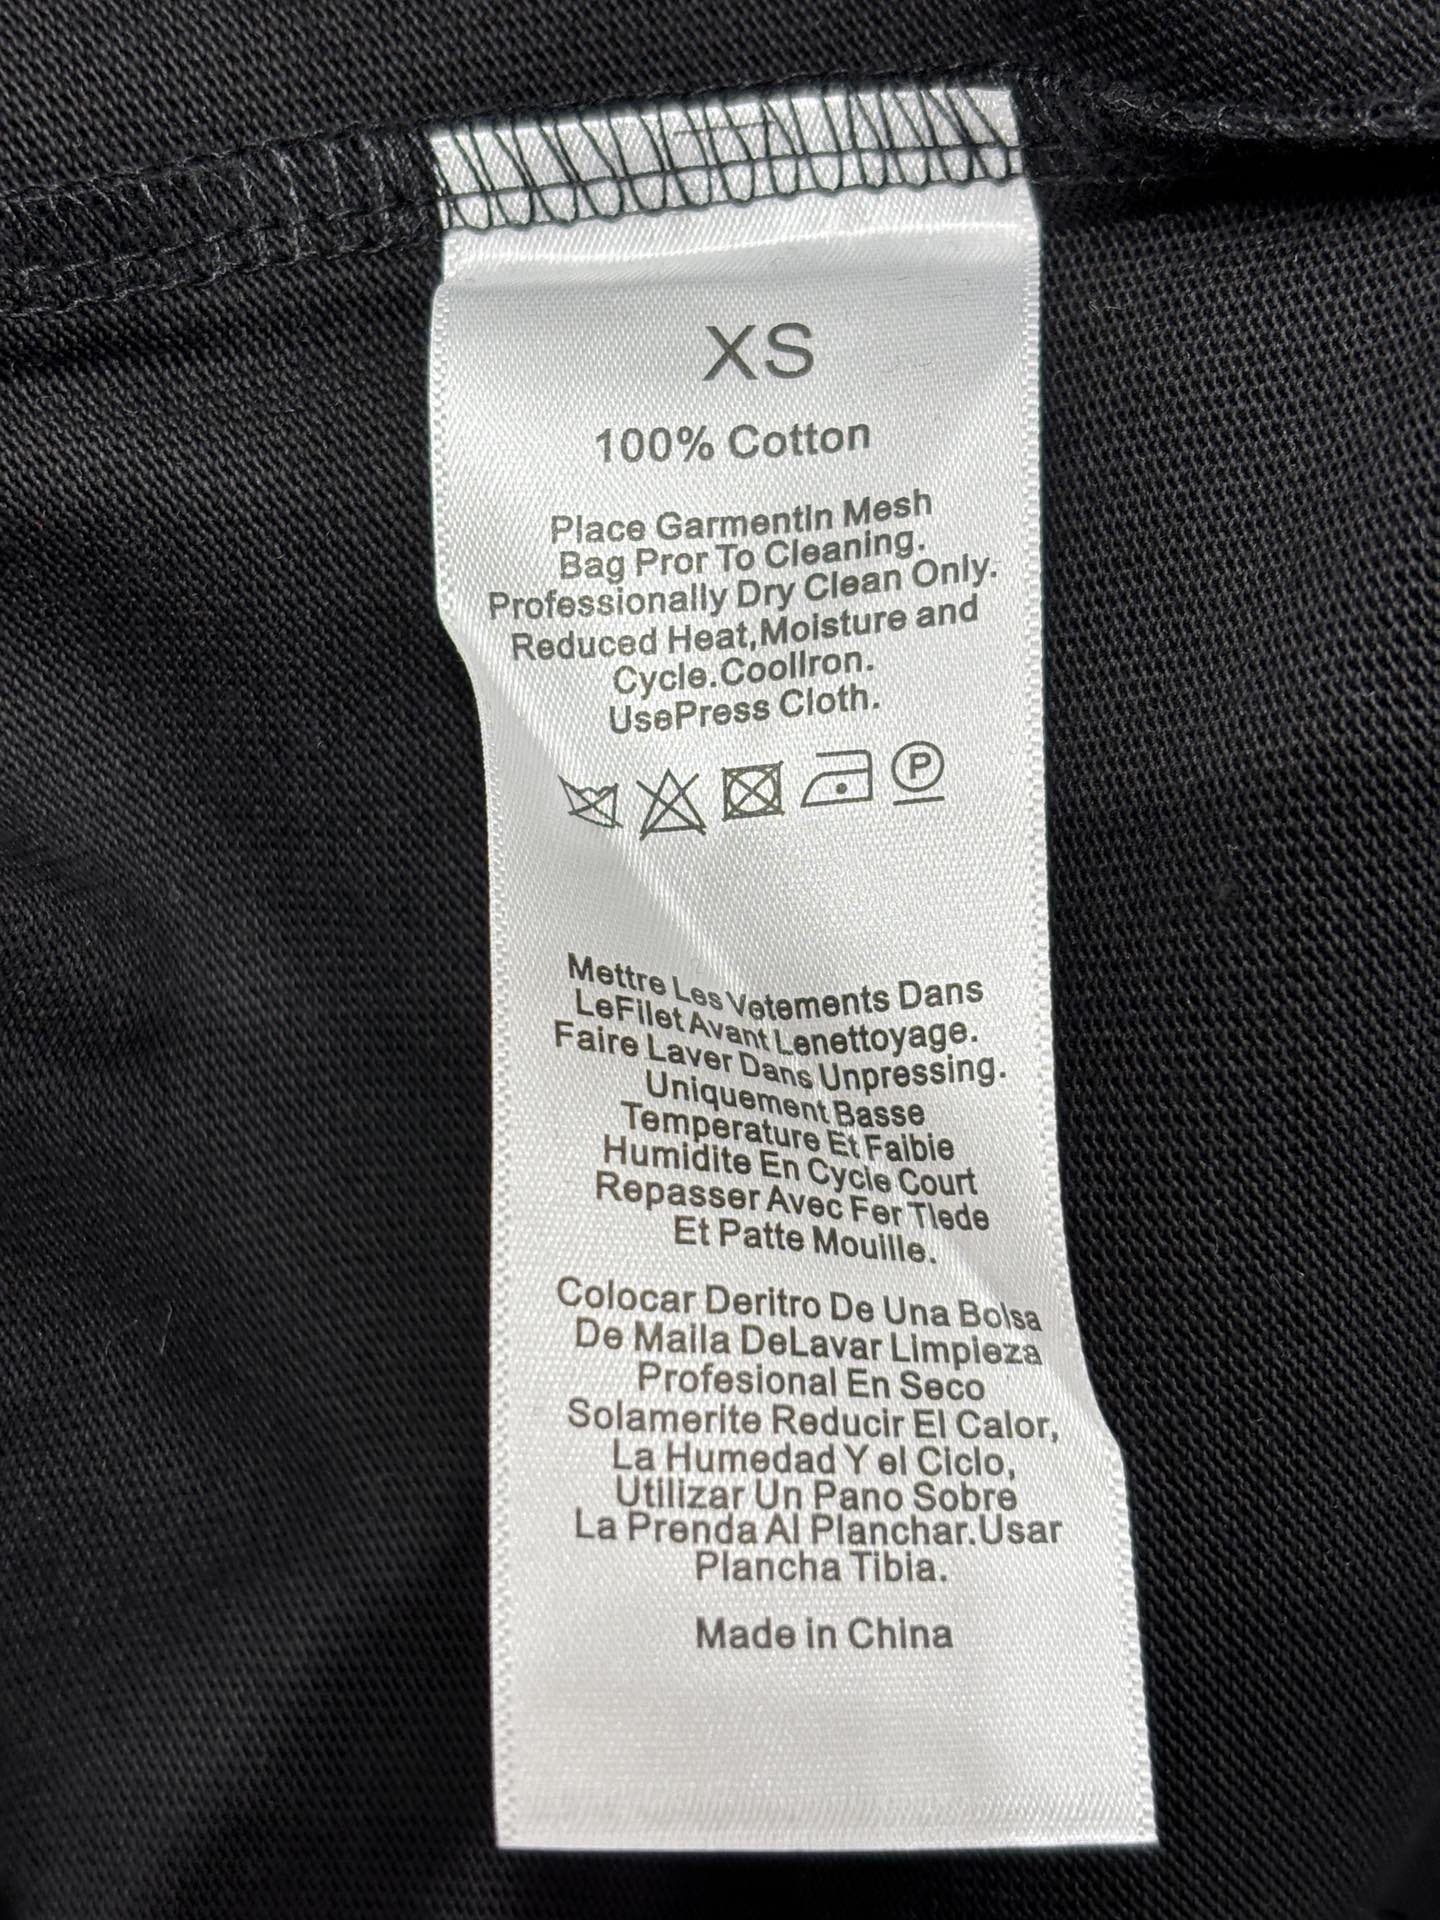 XS
100% Cotton
Place GarmentIn Mesh
Bag Pror To Cleaning.
Professionally Dry Clean Only.
Reduced Heat,Moisture and
Cycle.CoolIron.
UsePress Cloth.
P
Mettre Les Vetements Dans
LeFilet Avant Lenettoyage.
Faire Laver Dans Unpressing.
Uniquement Basse
Temperature Et Faibie
Humidite En Cycle Court
Repasser Avec Fer Tlede
Et Patte Mouille.
Colocar Deritro De Una Bolsa
De Maila DeLavar Limpieza
Profesional En Seco
Solamerite Reducir El Calor,
La Humedad Y el Ciclo,
Utilizar Un Pano Sobre
La Prenda Al Planchar.Usar
Plancha Tibia.
Made in China